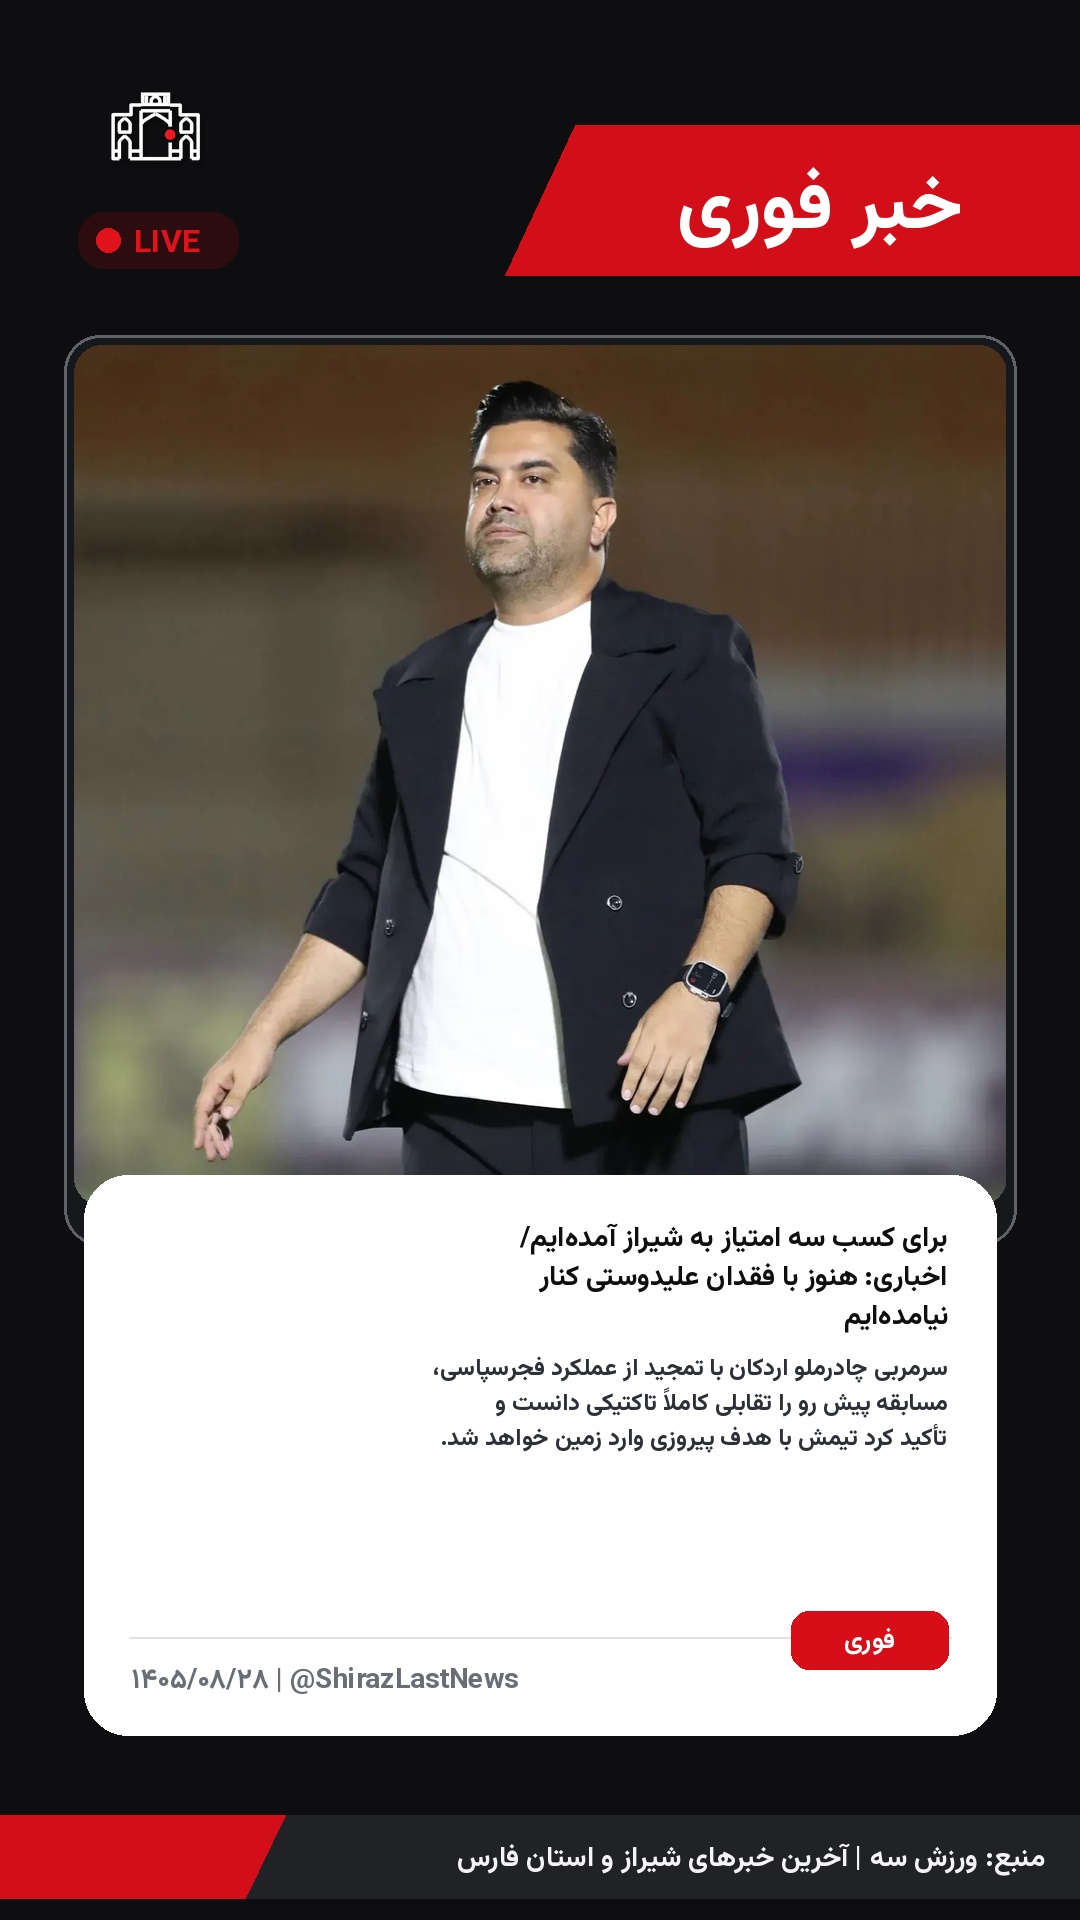 خبر فوری
LIVE
برای کسب سه امتیاز به شیراز آمده‌ایم/
اخباری: هنوز با فقدان علیدوستی کنار
نیامده‌ایم
سرمربی چادرملو اردکان با تمجید از عملکرد فجرسپاسی،
مسابقه پیش رو را تقابلی کاملاً تاکتیکی دانست و
تأکید کرد تیمش با هدف پیروزی وارد زمین خواهد شد.
فوری
۱۴۰۵/۰۸/۲۸ | @ShirazLastNews
منبع: ورزش سه | آخرین خبرهای شیراز و استان فارس